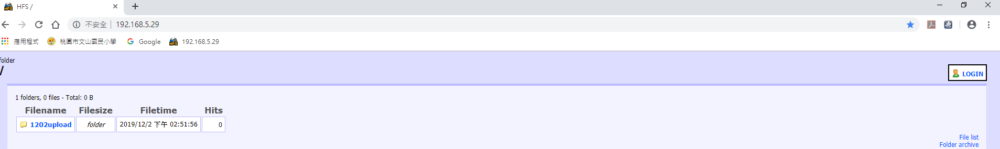 HFS /
不安全 | 192.168.5.29
應用程式 桃園市文山國民小學 Google HFS 192.168.5.29
folder
/
LOGIN
1 folders, 0 files - Total: 0 B
Filename Filesize Filetime Hits
1202upload folder 2019/12/2 下午 02:51:56 0
File list
Folder archive